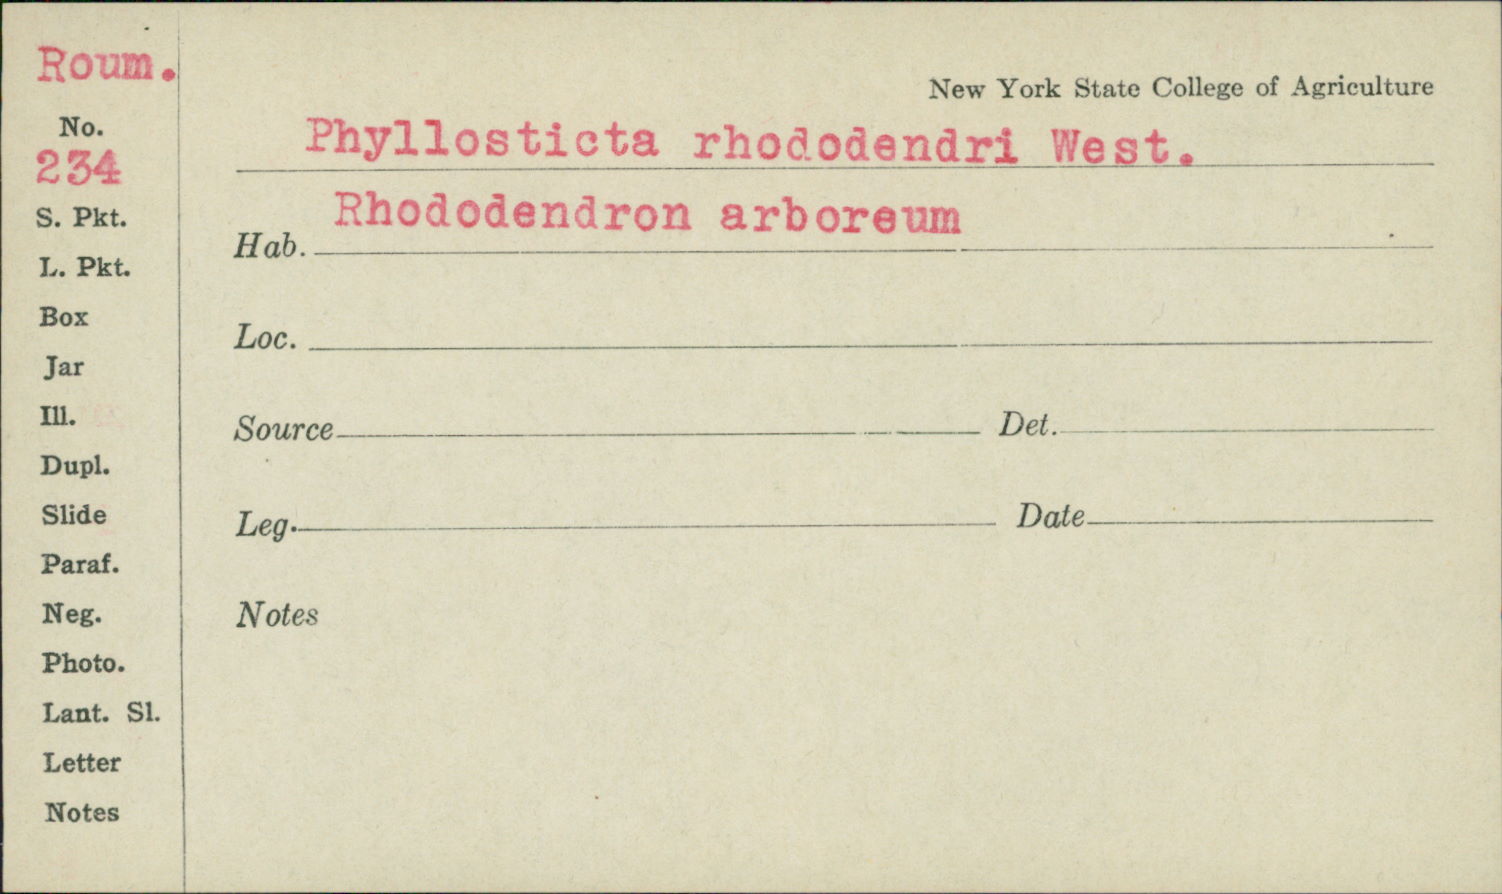 Roum.
New York State College of Agriculture
No.
234
Phyllosticta rhododendri West.
Rhododendron arboreum
S. Pkt.
Hab.
L. Pkt.
Box
Loc.
Jar
Ill.
Source Det.
Dupl.
Slide
Leg. Date
Paraf.
Neg.
Notes
Photo.
Lant. Sl.
Letter
Notes